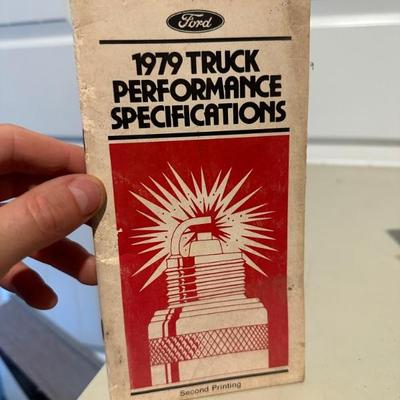 Ford
1979 TRUCK
PERFORMANCE
SPECIFICATIONS
Second Printing